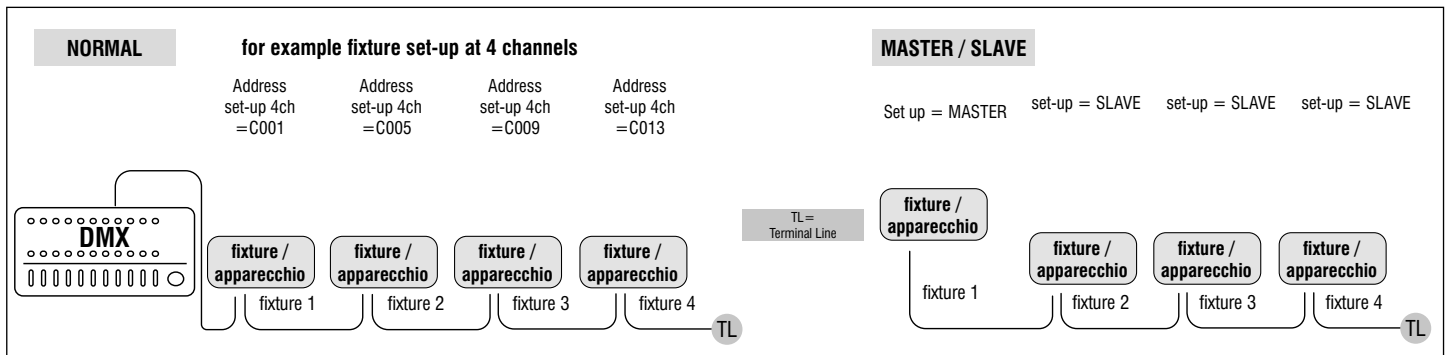 NORMAL
for example fixture set-up at 4 channels
Address
set-up 4ch
=C001
Address
set-up 4ch
=C005
Address
set-up 4ch
=C009
Address
set-up 4ch
=C013
DMX
fixture /
apparecchio
fixture /
apparecchio
fixture /
apparecchio
fixture /
apparecchio
fixture 1
fixture 2
fixture 3
fixture 4
TL
TL=
Terminal Line
MASTER / SLAVE
Set up = MASTER
set-up = SLAVE
set-up = SLAVE
set-up = SLAVE
fixture /
apparecchio
fixture /
apparecchio
fixture /
apparecchio
fixture /
apparecchio
fixture 1
fixture 2
fixture 3
fixture 4
TL